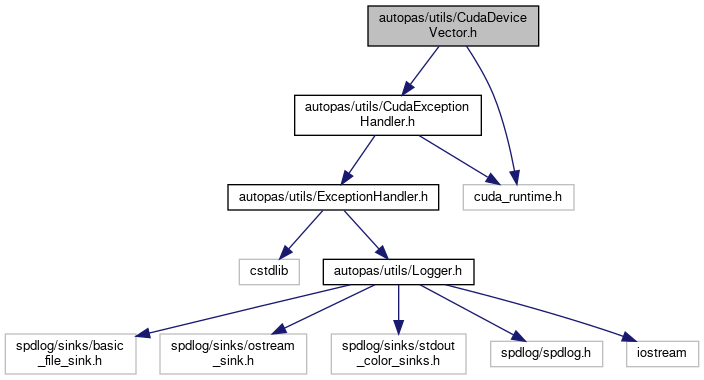 autopas/utils/CudaDevice
Vector.h
autopas/utils/CudaException
Handler.h
autopas/utils/ExceptionHandler.h
cuda_runtime.h
cstdlib
autopas/utils/Logger.h
spdlog/sinks/basic
_file_sink.h
spdlog/sinks/ostream
_sink.h
spdlog/sinks/stdout
_color_sinks.h
spdlog/spdlog.h
iostream